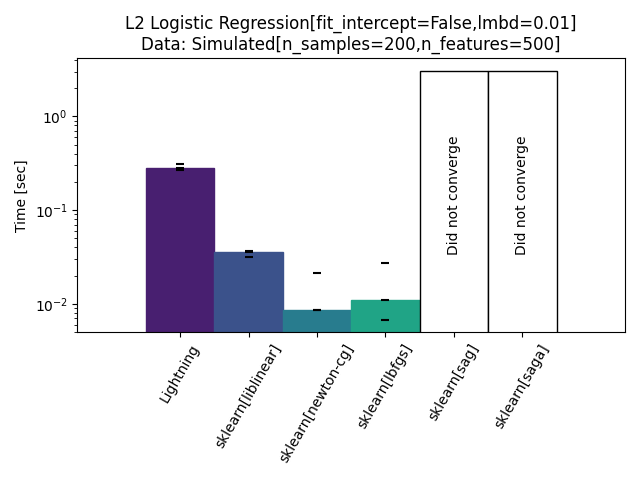 L2 Logistic Regression[fit_intercept=False,lmbd=0.01]
Data: Simulated[n_samples=200,n_features=500]
Time [sec]
10^0
10^-1
10^-2
Did not converge
Did not converge
Lightning
sklearn[liblinear]
sklearn[newton-cg]
sklearn[lbfgs]
sklearn[sag]
sklearn[saga]